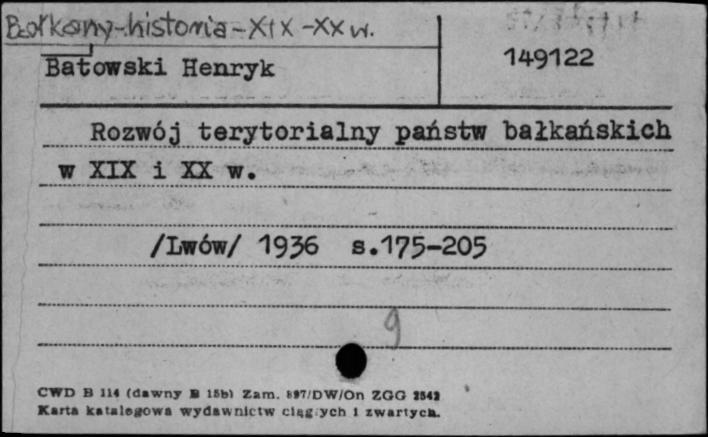 Bałkany-historia-XIX-XX w.
Batowski Henryk
149122
Rozwój terytorialny państw bałkańskich
w XIX i XX w.
/Lwów/ 1936 s.175-205
9
CWD B 114 (dawny B 15b) Zam. 897/DW/On ZGG 2542
Karta katalogowa wydawnictw ciągłych i zwartych.